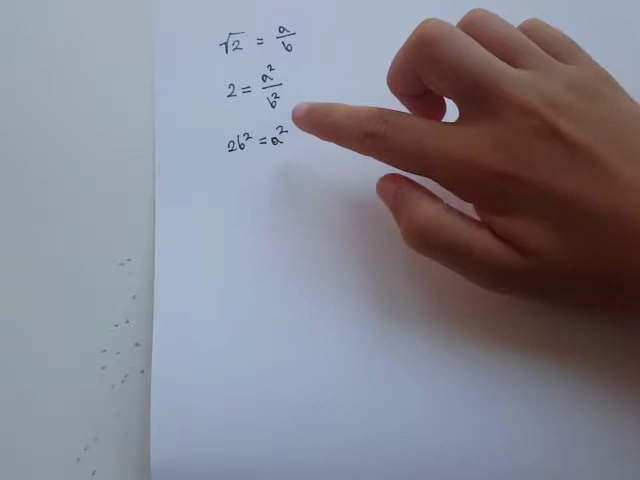 √2 = a/b
2 = a²/b²
2b² = a²